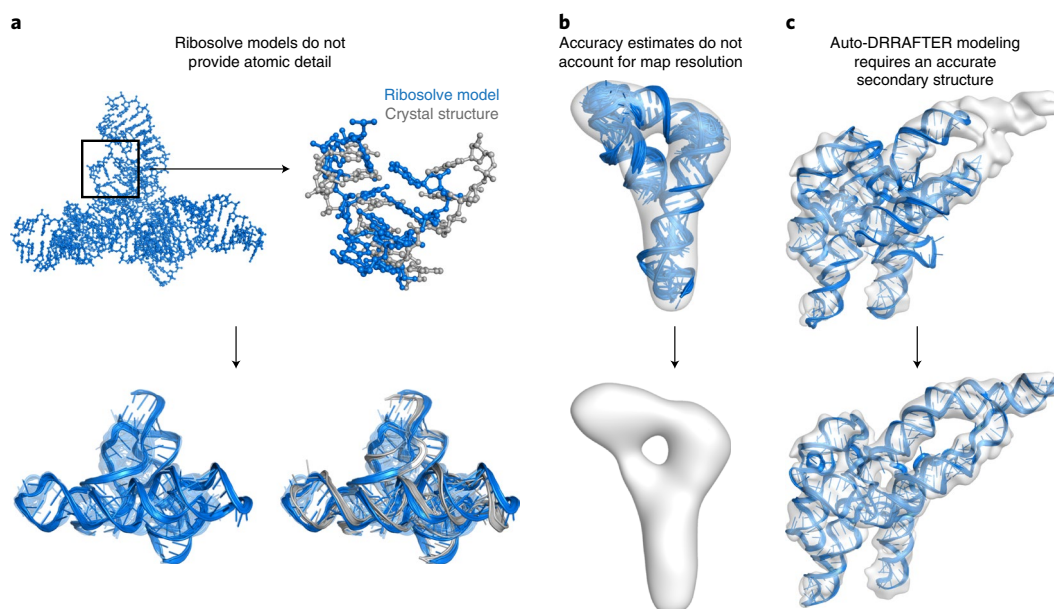 a
Ribosolve models do not
provide atomic detail
Ribosolve model
Crystal structure
b
Accuracy estimates do not
account for map resolution
c
Auto-DRRAFTER modeling
requires an accurate
secondary structure